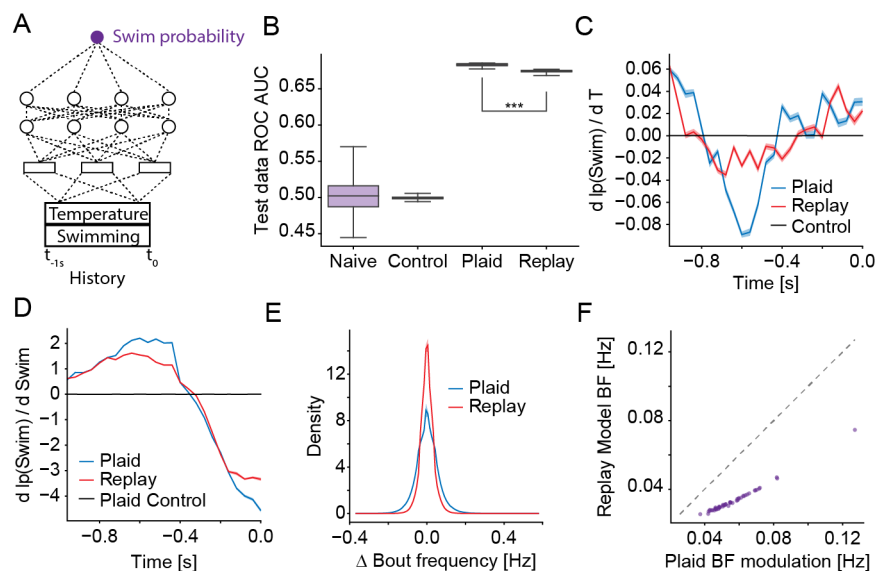 A
Swim probability
Temperature
Swimming
t-1s
t0
History
B
Test data ROC AUC
0.65
0.60
0.55
0.50
0.45
***
Naive
Control
Plaid
Replay
C
d lp(Swim) / d T
0.06
0.04
0.02
0.00
−0.02
−0.04
−0.06
−0.08
Plaid
Replay
Control
−0.8
−0.4
0.0
Time [s]
D
d lp(Swim) / d Swim
2
1
0
−1
−2
−3
−4
Plaid
Replay
Plaid Control
−0.8
−0.4
0.0
Time [s]
E
Density
12
8
4
0
Plaid
Replay
−0.4
0.0
0.4
Δ Bout frequency [Hz]
F
Replay Model BF [Hz]
0.12
0.08
0.04
0.04
0.08
0.12
Plaid BF modulation [Hz]